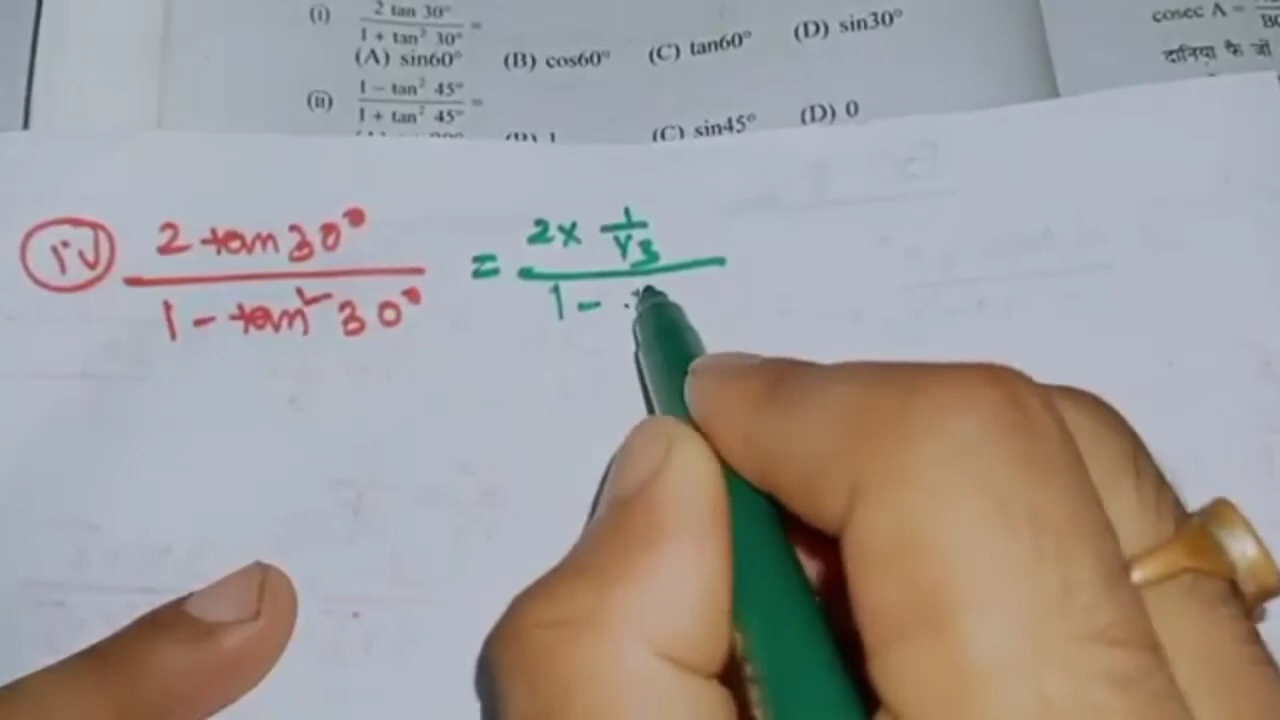 (i) 2 tan 30° / 1 + tan² 30° =
(A) sin60° (B) cos60° (C) tan60° (D) sin30°
(ii) 1 − tan² 45° / 1 + tan² 45° =
(B) 1 (C) sin45° (D) 0
cosec A =
दानिया कै जों
iv) 2 tan 30° / 1 - tan² 30° = 2 x 1/√3 / 1 -